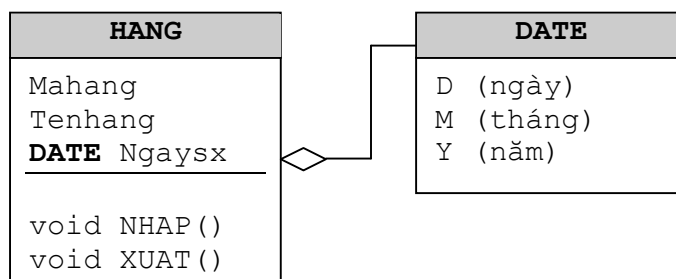 HANG
Mahang
Tenhang
DATE Ngaysx
void NHAP()
void XUAT()
DATE
D (ngày)
M (tháng)
Y (năm)